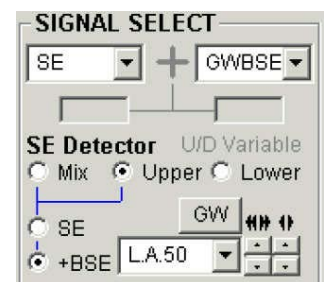 SIGNAL SELECT
SE GWBSE
SE Detector U/D Variable
Mix Upper Lower
SE GW
+BSE L.A.50